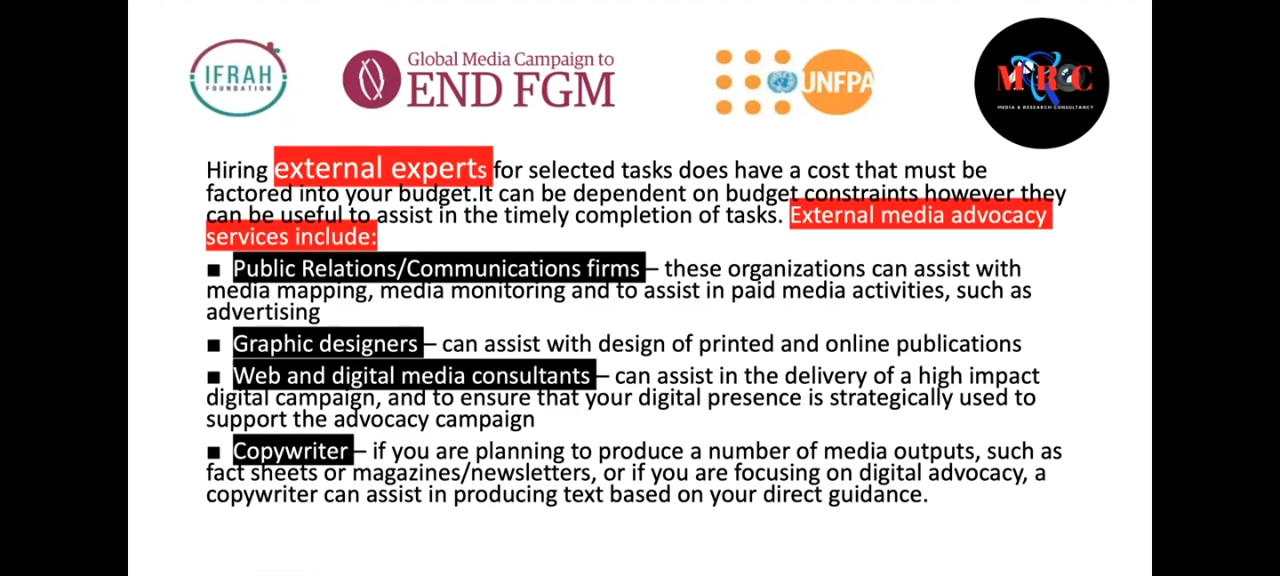 IFRAH
FOUNDATION
Global Media Campaign to
END FGM
UNFPA
MRC
MEDIA & RESEARCH CONSULTANCY
Hiring external experts for selected tasks does have a cost that must be
factored into your budget.It can be dependent on budget constraints however they
can be useful to assist in the timely completion of tasks. External media advocacy
services include:
■ Public Relations/Communications firms – these organizations can assist with
media mapping, media monitoring and to assist in paid media activities, such as
advertising
■ Graphic designers – can assist with design of printed and online publications
■ Web and digital media consultants – can assist in the delivery of a high impact
digital campaign, and to ensure that your digital presence is strategically used to
support the advocacy campaign
■ Copywriter – if you are planning to produce a number of media outputs, such as
fact sheets or magazines/newsletters, or if you are focusing on digital advocacy, a
copywriter can assist in producing text based on your direct guidance.